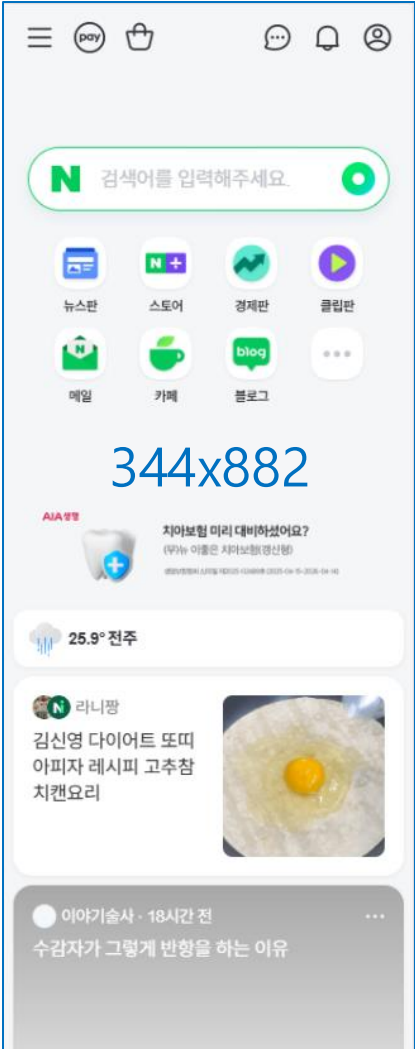 pay
N 검색어를 입력해주세요.
N +
뉴스판 스토어 경제판 클립판
N
blog
메일 카페 블로그
344x882
AIA생명
치아보험 미리 대비하셨어요?
(무)뉴 이좋은 치아보험(갱신형)
25.9° 전주
N 라니짱
김신영 다이어트 또띠
아피자 레시피 고추참
치캔요리
이야기술사 · 18시간 전
수감자가 그렇게 반항을 하는 이유